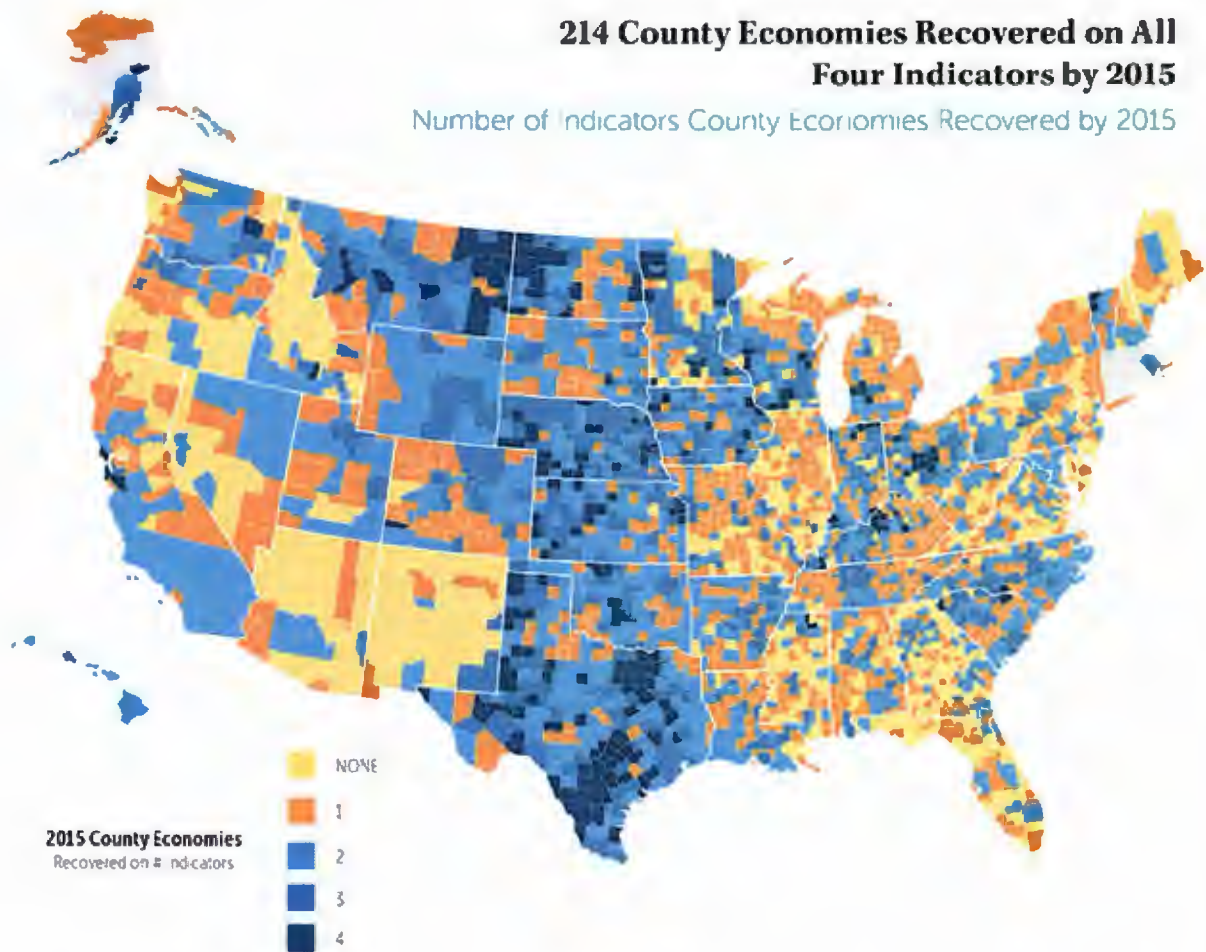 214 County Economies Recovered on All
Four Indicators by 2015
Number of Indicators County Economies Recovered by 2015
NONE
1
2015 County Economies
Recovered on # Indicators
2
3
4